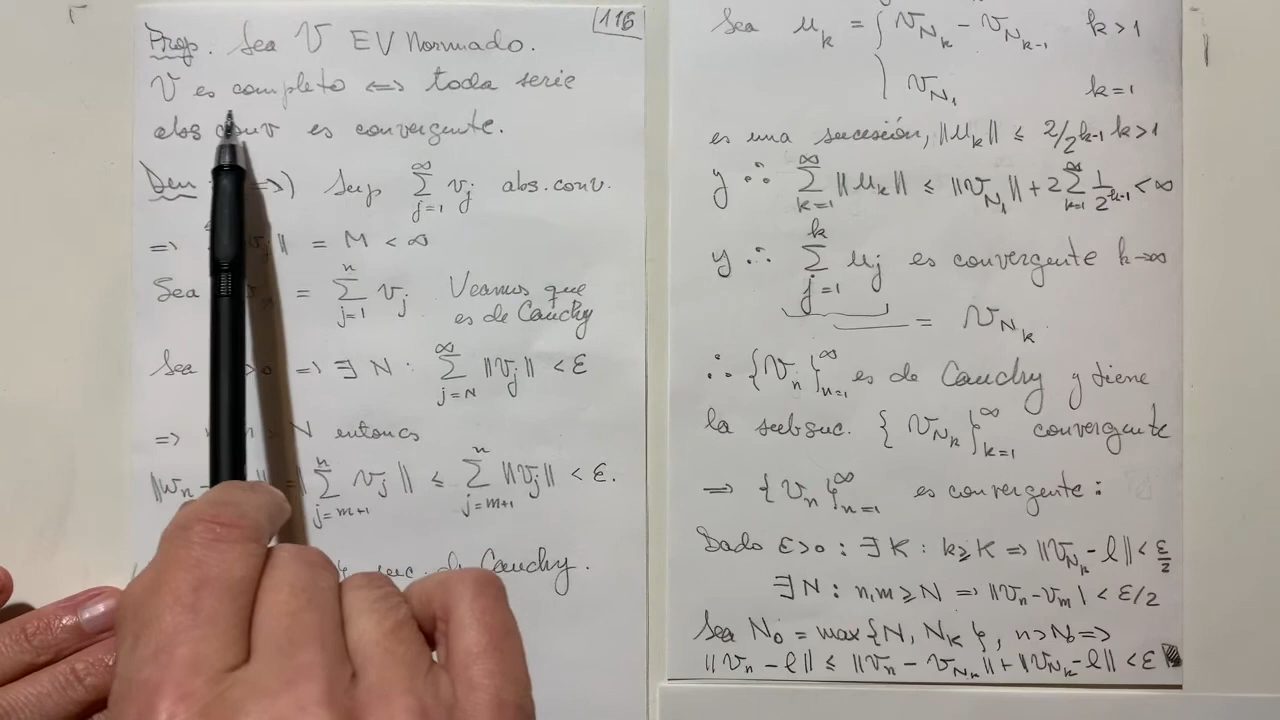 116
Prop. Sea V EV Normado.
V es completo ⟺ toda serie
abs conv es convergente.
Dem ⟹) Sup ∑_{j=1}^{∞} v_j abs. conv.
⟹ v_j‖ = M < ∞
Sea = ∑_{j=1}^{n} v_j Veamos que
es de Cauchy
Sea >0 ⟹ ∃ N : ∑_{j=N}^{∞} ‖v_j‖ < ε
⟹ N entonces
‖w_n - ‖ = ‖∑_{j=m+1}^{n} v_j‖ ≤ ∑_{j=m+1}^{n} ‖v_j‖ < ε.
suc. de Cauchy.
Sea u_k = { v_{N_k} - v_{N_{k-1}} k>1
v_{N_1} k=1
es una sucesión, ‖u_k‖ ≤ 2/2^{k-1} k>1
y ∴ ∑_{k=1}^{∞} ‖u_k‖ ≤ ‖v_{N_1}‖ + 2∑_{k=1}^{∞} 1/2^{k-1} < ∞
y ∴ ∑_{j=1}^{k} u_j es convergente k→∞
= v_{N_k}
∴ {v_n}_{n=1}^{∞} es de Cauchy y tiene
la subsuc. {v_{N_k}}_{k=1}^{∞} convergente
⟹ {v_n}_{n=1}^{∞} es convergente:
Dado ε>0 : ∃ K : k≥K ⟹ ‖v_{N_k} - l‖ < ε/2
∃ N : n,m ≥ N ⟹ ‖v_n - v_m| < ε/2
Sea N_0 = max{N, N_K}, n>N_0 ⟹
‖v_n - l‖ ≤ ‖v_n - v_{N_k}‖ + ‖v_{N_k} - l‖ < ε